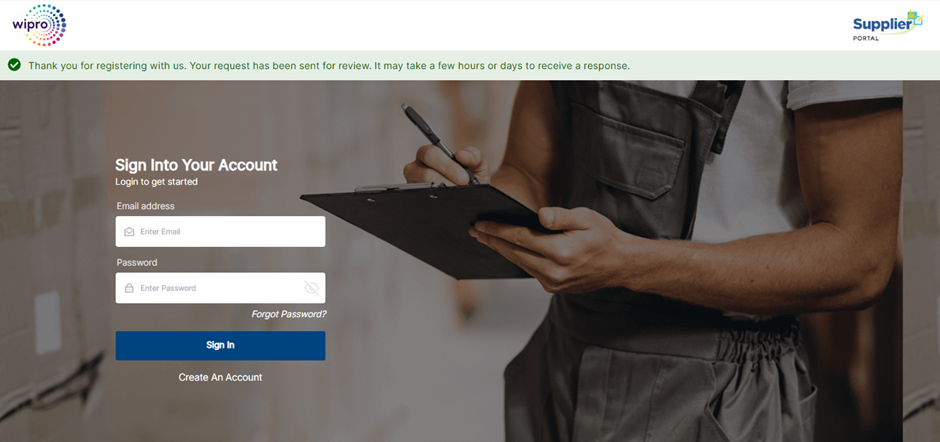 wipro
Supplier
PORTAL
Thank you for registering with us. Your request has been sent for review. It may take a few hours or days to receive a response.
Sign Into Your Account
Login to get started
Email address
Enter Email
Password
Enter Password
Forgot Password?
Sign In
Create An Account